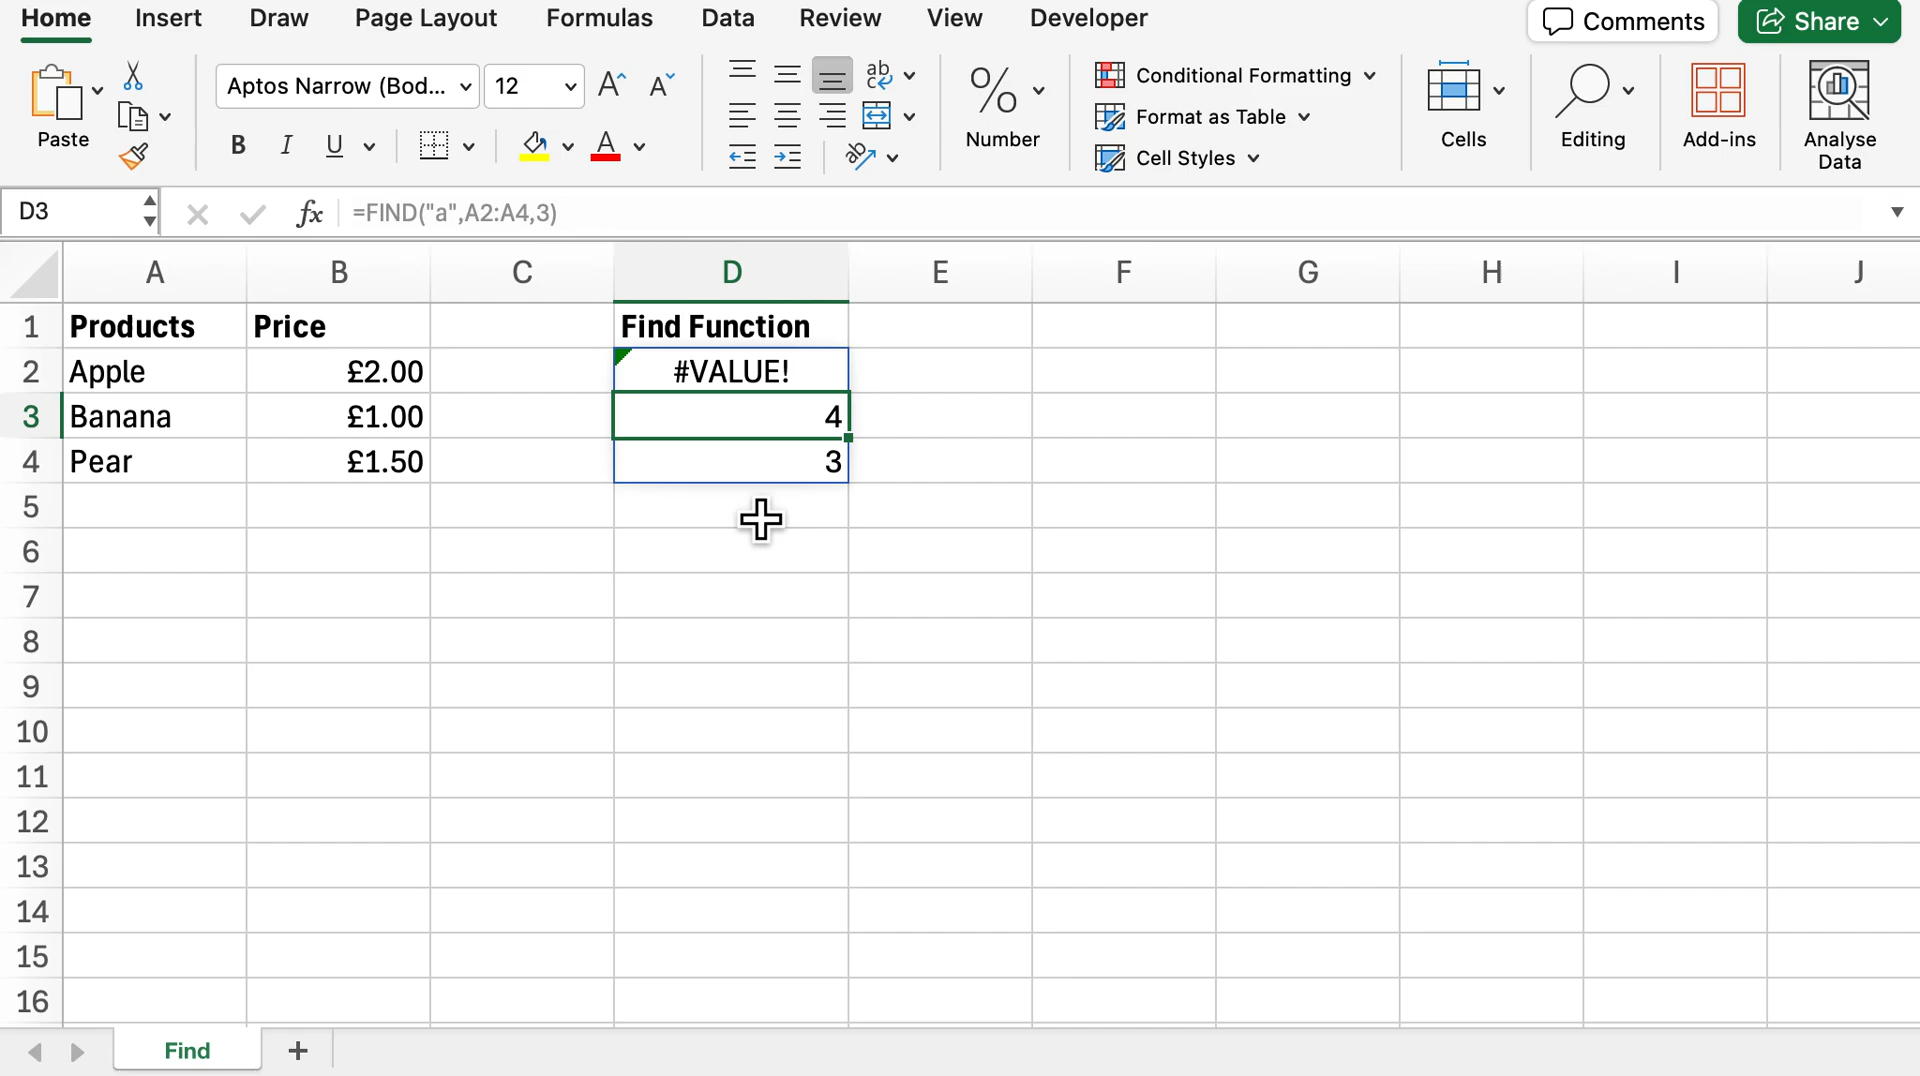 Home Insert Draw Page Layout Formulas Data Review View Developer Comments Share
Paste
Aptos Narrow (Bod... 12
B I U A
ab
c
Number
Conditional Formatting
Format as Table
Cell Styles
Cells
Editing
Add-ins
Analyse
Data
D3 fx =FIND("a",A2:A4,3)
A B C D E F G H I J
1 Products Price Find Function
2 Apple £2.00 #VALUE!
3 Banana £1.00 4
4 Pear £1.50 3
5
6
7
8
9
10
11
12
13
14
15
16
Find +